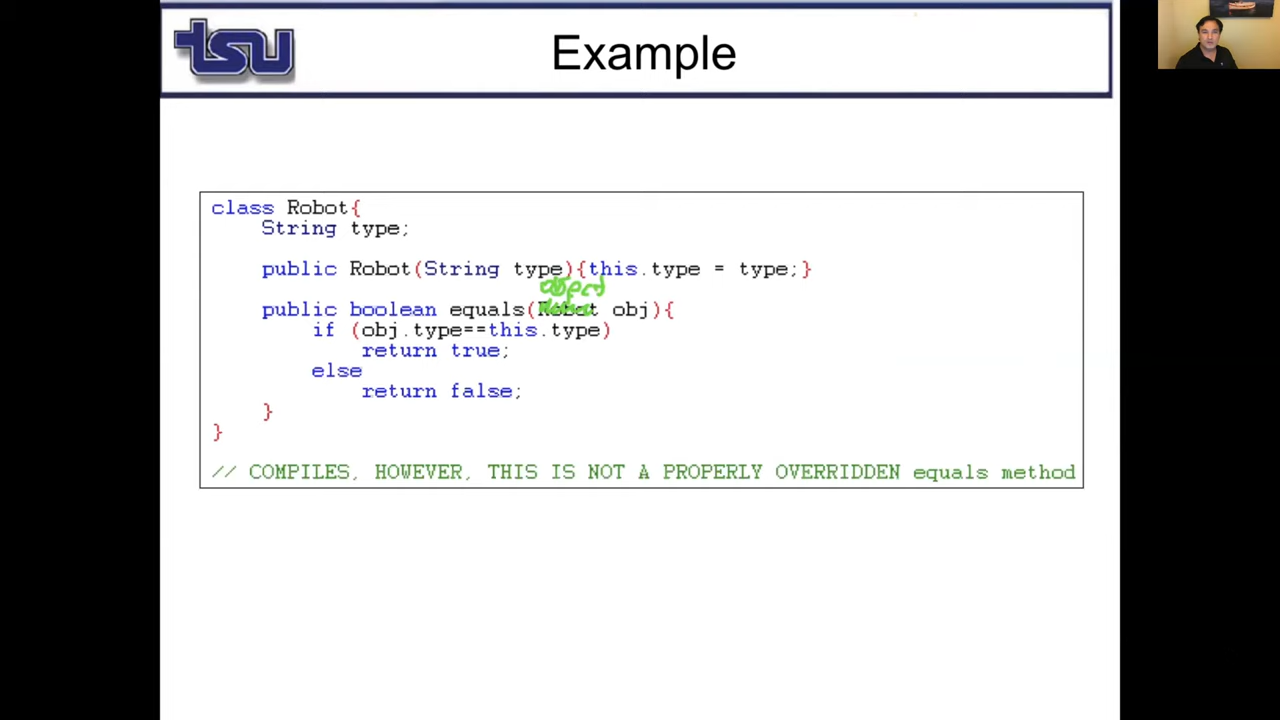 tsu
Example
class Robot{
String type;
public Robot(String type){this.type = type;}
object
public boolean equals(Robot obj){
if (obj.type==this.type)
return true;
else
return false;
}
}
// COMPILES, HOWEVER, THIS IS NOT A PROPERLY OVERRIDDEN equals method